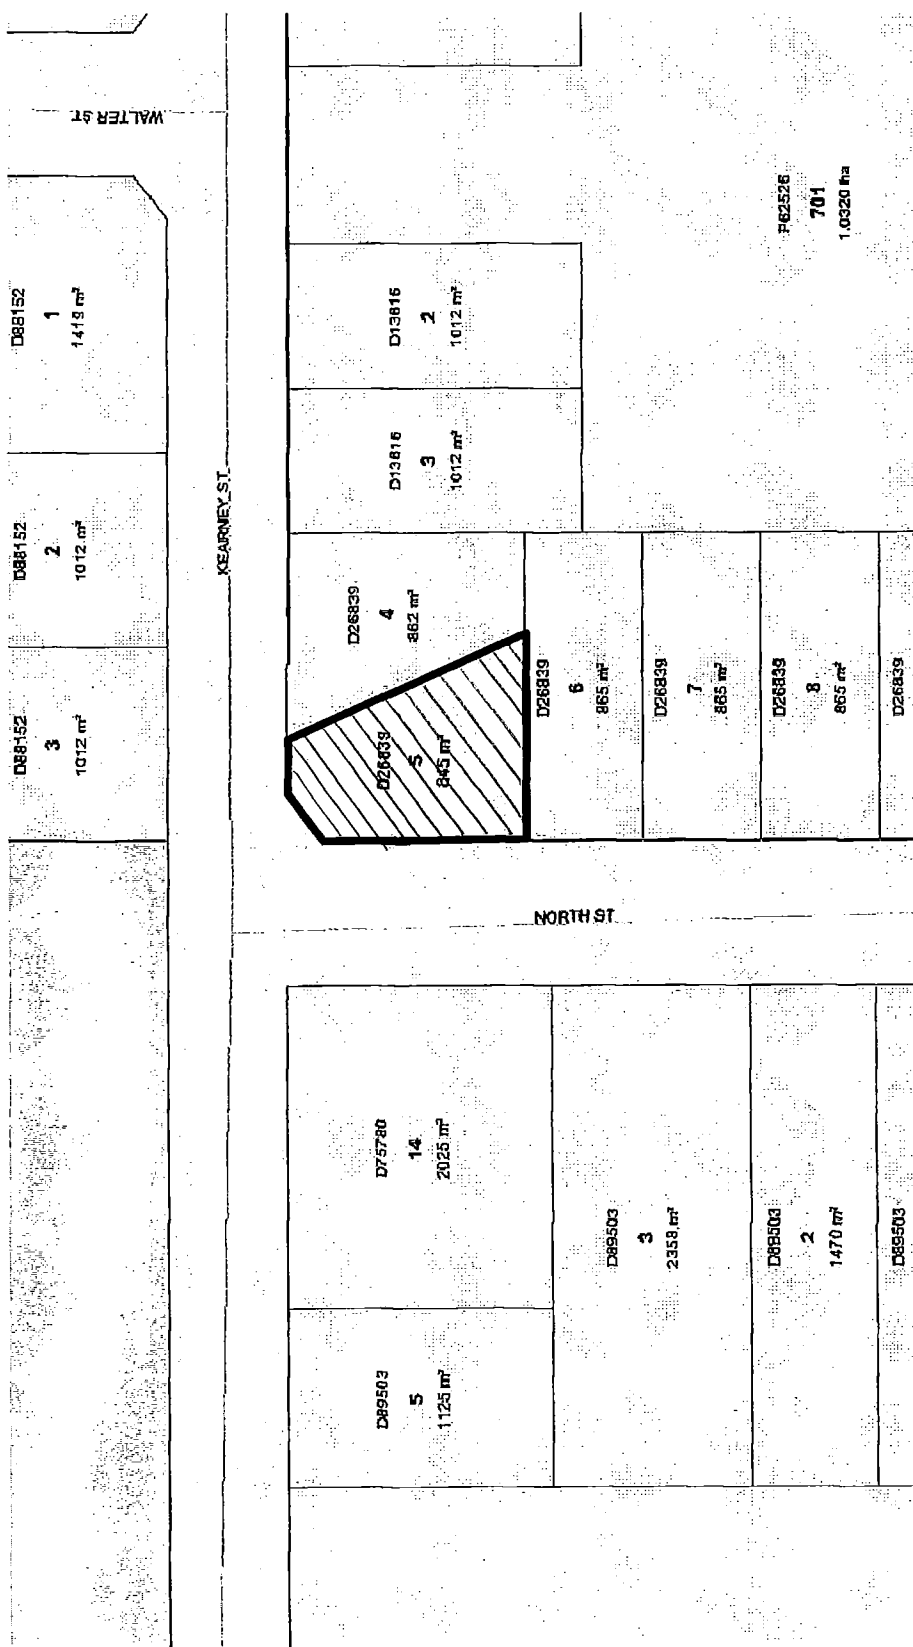 WALTER ST.
D88152
1
1419 m²
P62526
701
1.0320 ha
D13616
2
1012 m²
D13616
3
1012 m²
KEARNEY ST.
D88152
2
1012 m²
D88152
3
1012 m²
D26839
4
862 m²
D26839
5
845 m²
D26839
6
865 m²
D26839
7
865 m²
D26839
8
865 m²
D26839
NORTH ST
D75780
14
2025 m²
D89503
3
2358 m²
D89503
2
1470 m²
D89503
D89503
5
1125 m²